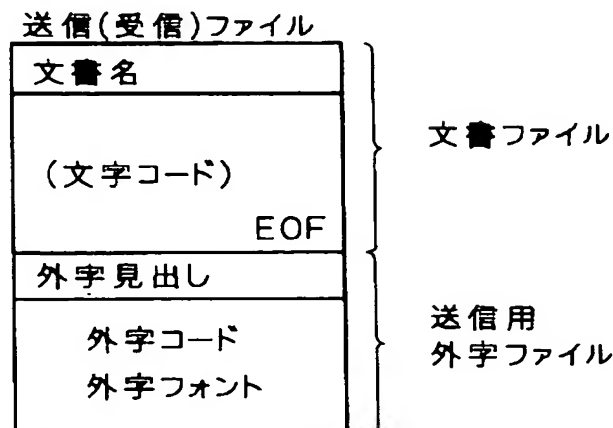 送信(受信)ファイル
文書名
(文字コード)
EOF
文書ファイル
外字見出し
外字コード
外字フォント
送信用
外字ファイル